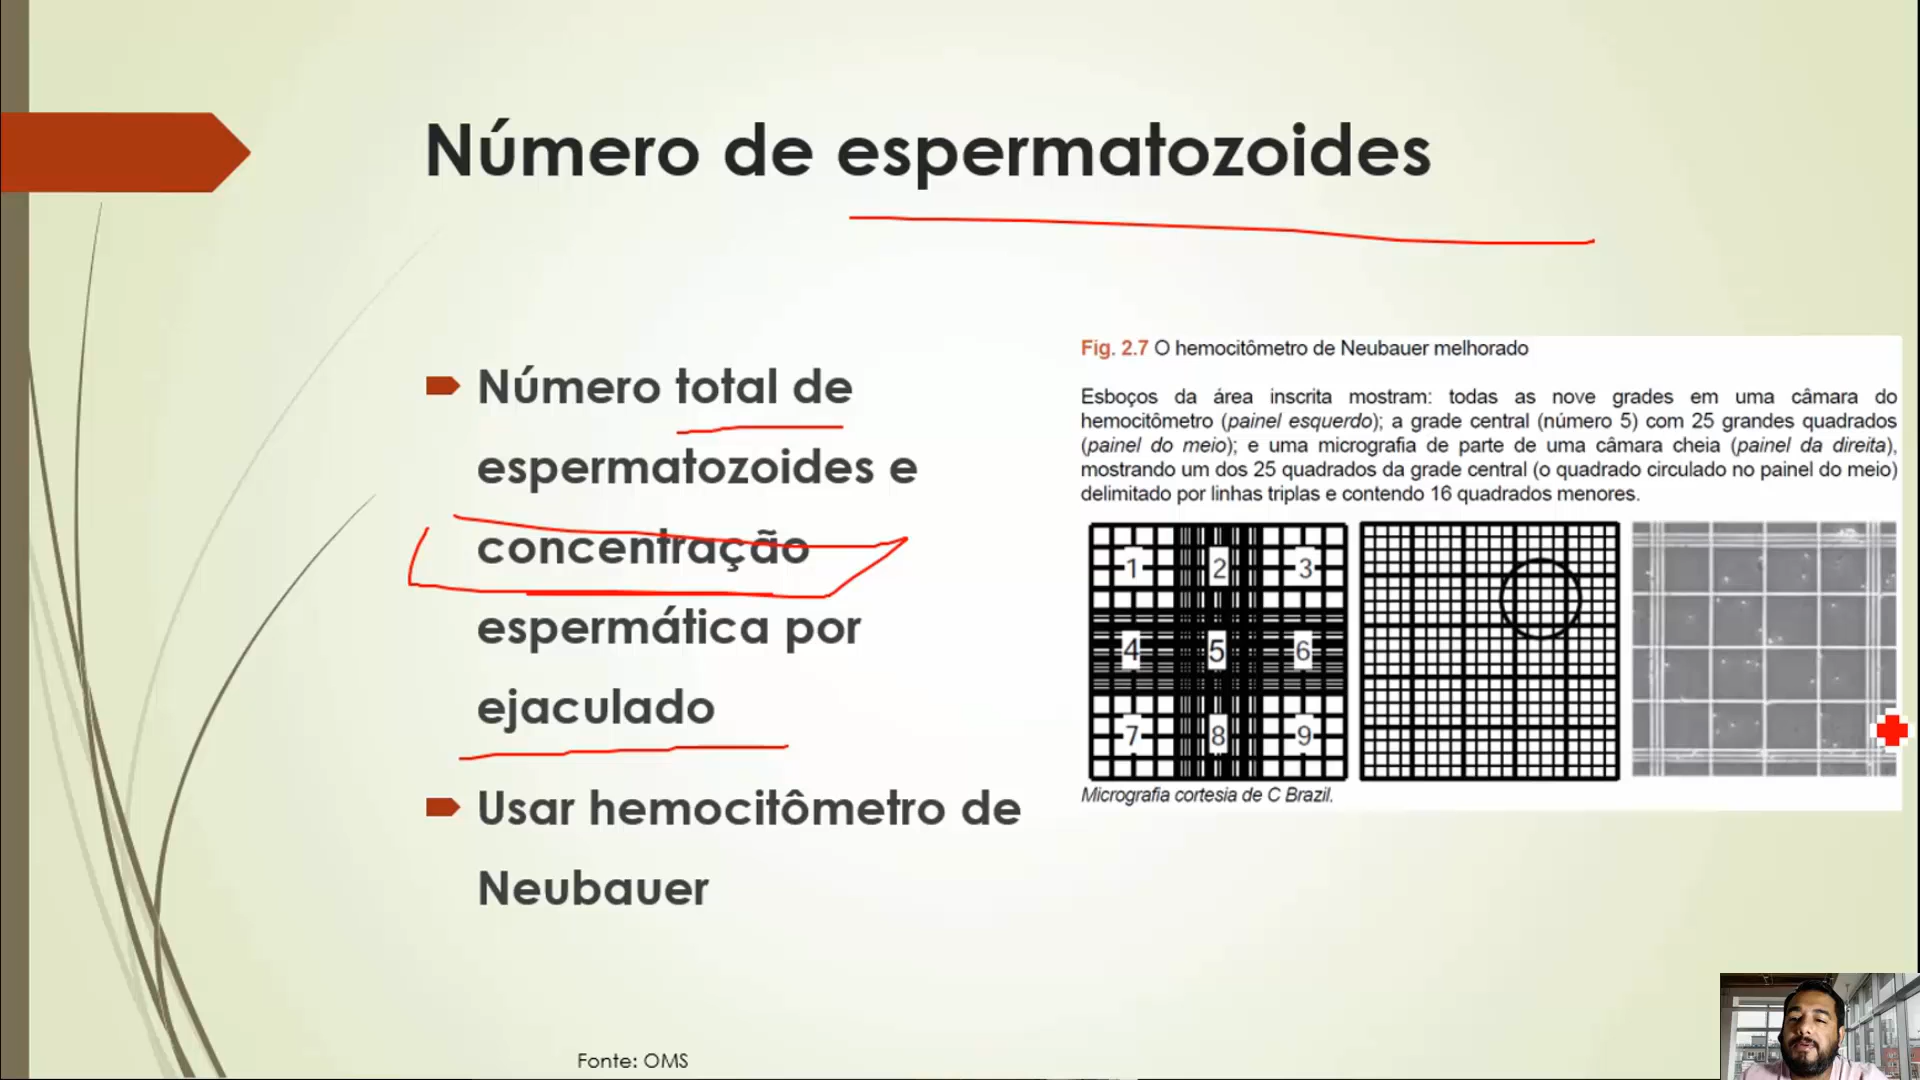 Número de espermatozoides
Número total de
espermatozoides e
concentração
espermática por
ejaculado
Usar hemocitômetro de
Neubauer
Fig. 2.7 O hemocitômetro de Neubauer melhorado
Esboços da área inscrita mostram: todas as nove grades em uma câmara do
hemocitômetro (painel esquerdo); a grade central (número 5) com 25 grandes quadrados
(painel do meio); e uma micrografia de parte de uma câmara cheia (painel da direita),
mostrando um dos 25 quadrados da grade central (o quadrado circulado no painel do meio)
delimitado por linhas triplas e contendo 16 quadrados menores.
1 2 3
4 5 6
7 8 9
Micrografia cortesia de C Brazil.
Fonte: OMS